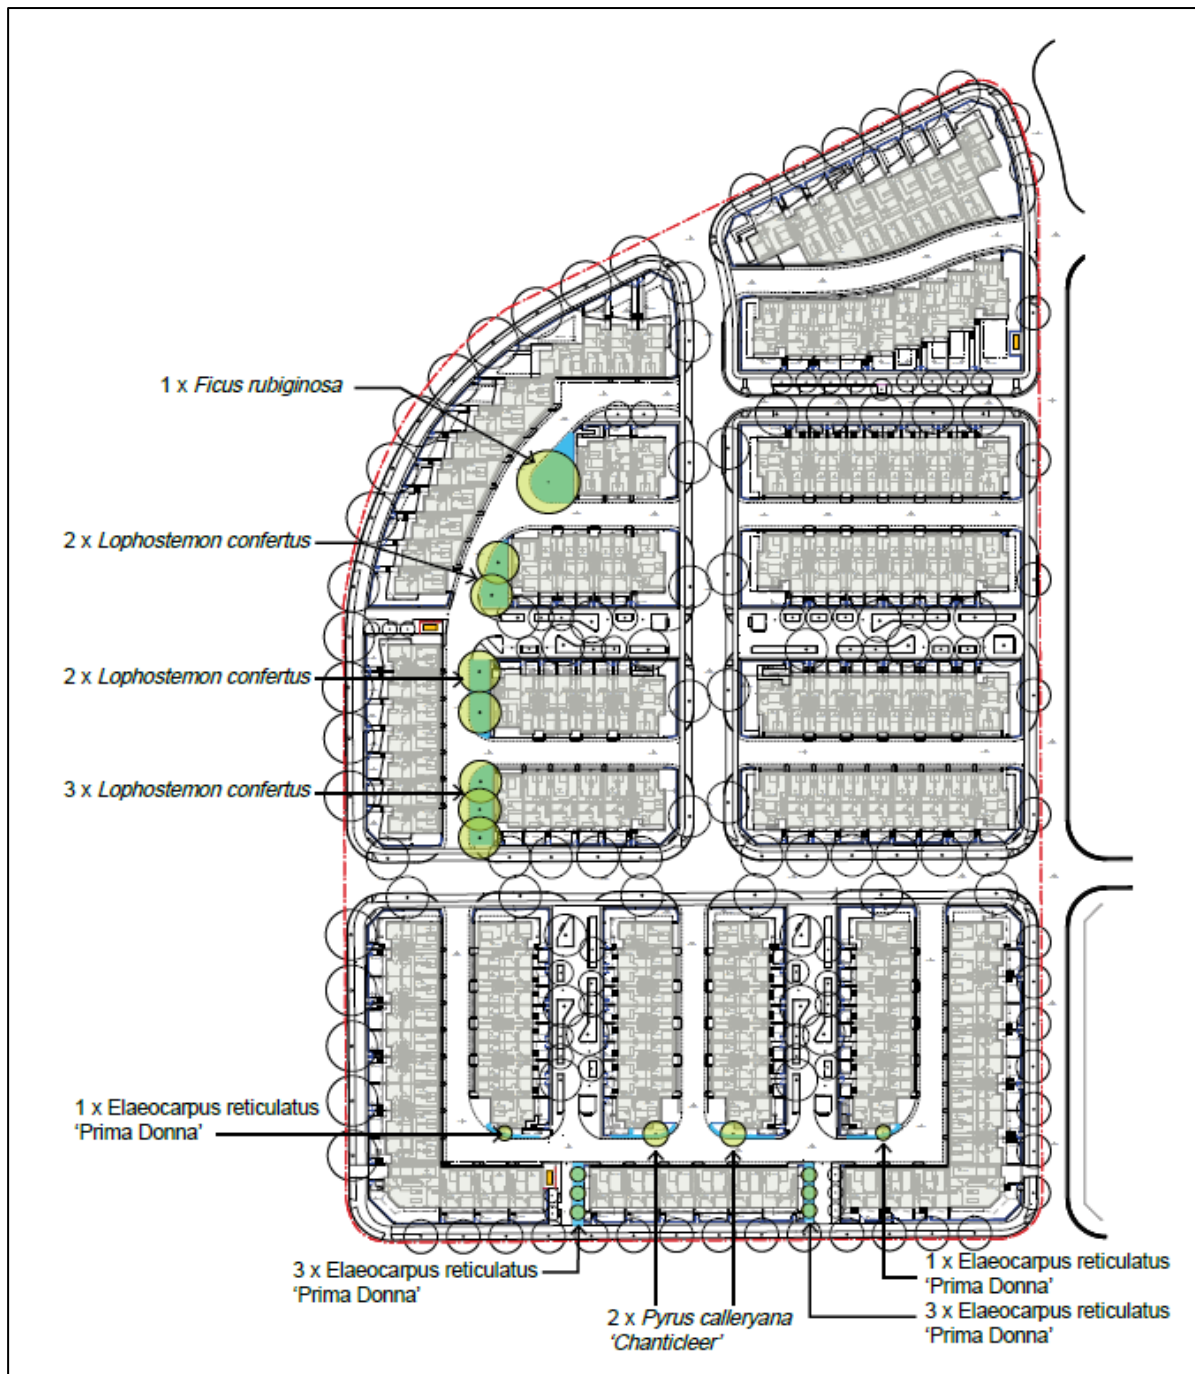 1 x Ficus rubiginosa
2 x Lophostemon confertus
2 x Lophostemon confertus
3 x Lophostemon confertus
1 x Elaeocarpus reticulatus
‘Prima Donna’
3 x Elaeocarpus reticulatus
‘Prima Donna’
2 x Pyrus calleryana
‘Chanticleer’
1 x Elaeocarpus reticulatus
‘Prima Donna’
3 x Elaeocarpus reticulatus
‘Prima Donna’